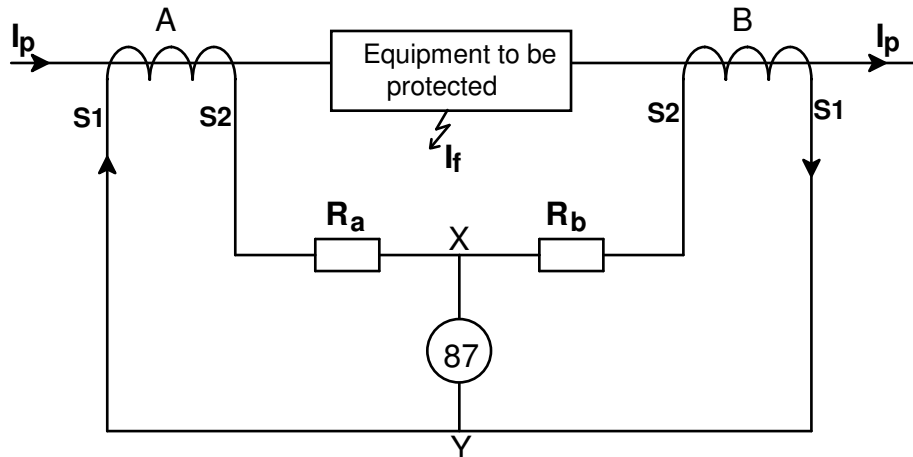 A
B
Ip
Equipment to be
protected
Ip
S1
S2
S2
S1
If
Ra
X
Rb
87
Y